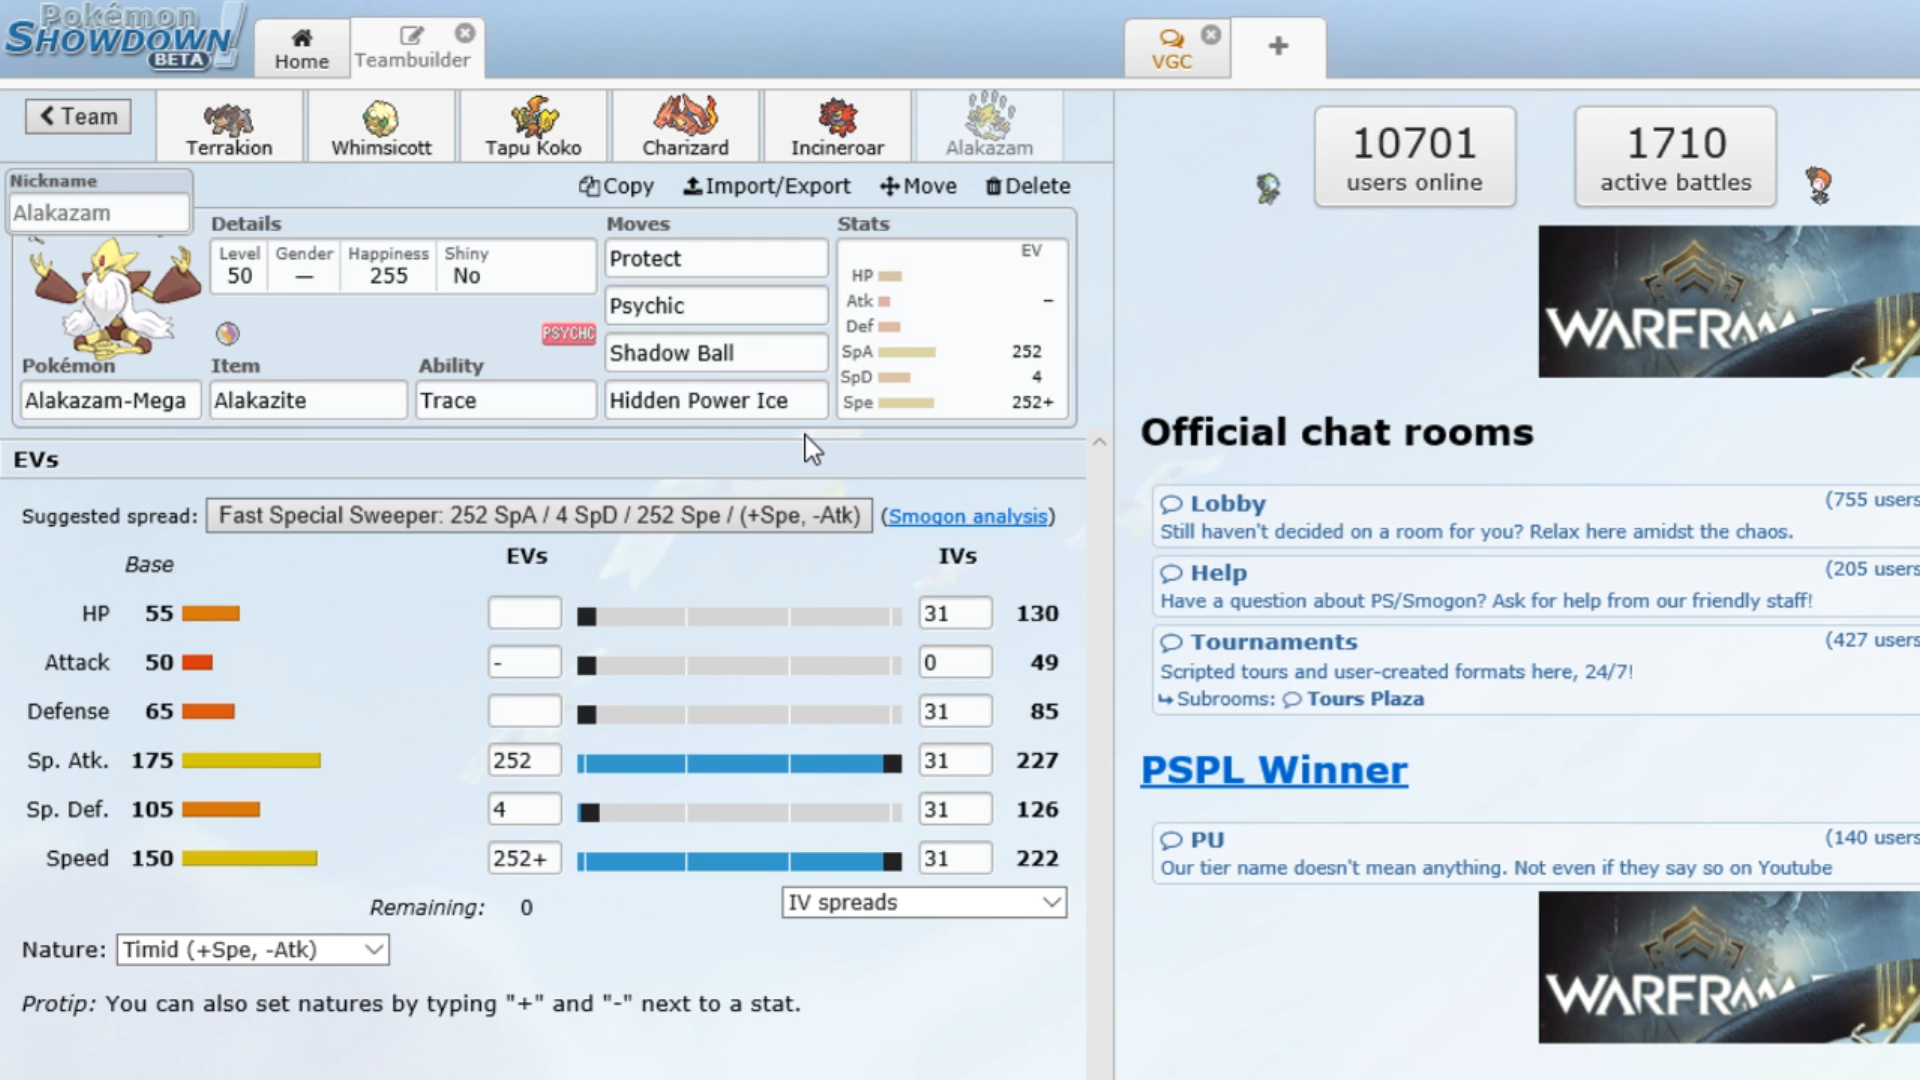 Pokémon
SHOWDOWN!
BETA
Home
Teambuilder
VGC
+
Team
Terrakion
Whimsicott
Tapu Koko
Charizard
Incineroar
Alakazam
Nickname
Alakazam
Copy
Import/Export
Move
Delete
Details
Level
50
Gender
—
Happiness
255
Shiny
No
PSYCHC
Pokémon
Alakazam-Mega
Item
Alakazite
Ability
Trace
Moves
Protect
Psychic
Shadow Ball
Hidden Power Ice
Stats
EV
HP
Atk –
Def
SpA 252
SpD 4
Spe 252+
EVs
Suggested spread: Fast Special Sweeper: 252 SpA / 4 SpD / 252 Spe / (+Spe, -Atk) (Smogon analysis)
Base EVs IVs
HP 55 31 130
Attack 50 - 0 49
Defense 65 31 85
Sp. Atk. 175 252 31 227
Sp. Def. 105 4 31 126
Speed 150 252+ 31 222
Remaining: 0
IV spreads
Nature: Timid (+Spe, -Atk)
Protip: You can also set natures by typing "+" and "-" next to a stat.
10701
users online
1710
active battles
WARFRAM
Official chat rooms
Lobby (755 users
Still haven't decided on a room for you? Relax here amidst the chaos.
Help (205 users
Have a question about PS/Smogon? Ask for help from our friendly staff!
Tournaments (427 users
Scripted tours and user-created formats here, 24/7!
↳ Subrooms: Tours Plaza
PSPL Winner
PU (140 users
Our tier name doesn't mean anything. Not even if they say so on Youtube
WARFRAM